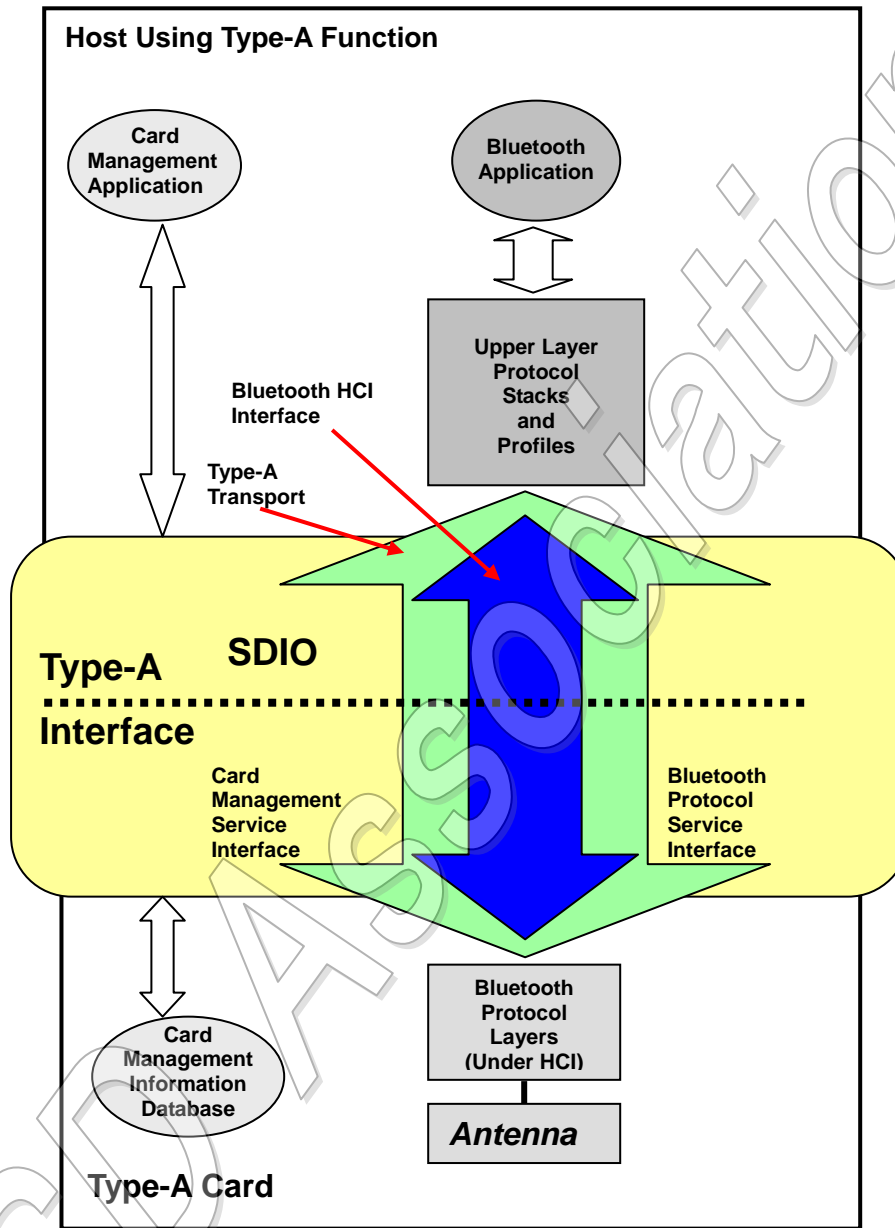 Host Using Type-A Function
Card
Management
Application
Bluetooth
Application
Upper Layer
Protocol
Stacks
and
Profiles
Bluetooth HCI
Interface
Type-A
Transport
SDIO
Type-A
Interface
Card
Management
Service
Interface
Bluetooth
Protocol
Service
Interface
Bluetooth
Protocol
Layers
(Under HCI)
Card
Management
Information
Database
Antenna
Type-A Card
SD Association